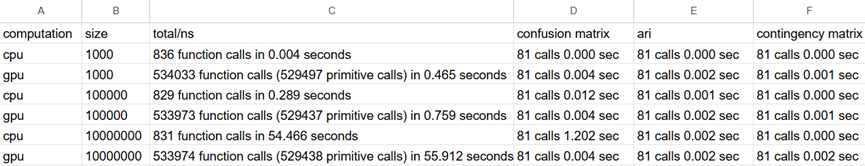 A B C D E F
computation size total/ns confusion matrix ari contingency matrix
cpu 1000 836 function calls in 0.004 seconds 81 calls 0.000 sec 81 calls 0.000 sec 81 calls 0.000 sec
gpu 1000 534033 function calls (529497 primitive calls) in 0.465 seconds 81 calls 0.004 sec 81 calls 0.002 sec 81 calls 0.001 sec
cpu 100000 829 function calls in 0.289 seconds 81 calls 0.012 sec 81 calls 0.001 sec 81 calls 0.000 sec
gpu 100000 533973 function calls (529437 primitive calls) in 0.759 seconds 81 calls 0.004 sec 81 calls 0.002 sec 81 calls 0.001 sec
cpu 10000000 831 function calls in 54.466 seconds 81 calls 1.202 sec 81 calls 0.002 sec 81 calls 0.000 sec
gpu 10000000 533974 function calls (529438 primitive calls) in 55.912 seconds 81 calls 0.004 sec 81 calls 0.002 sec 81 calls 0.002 sec